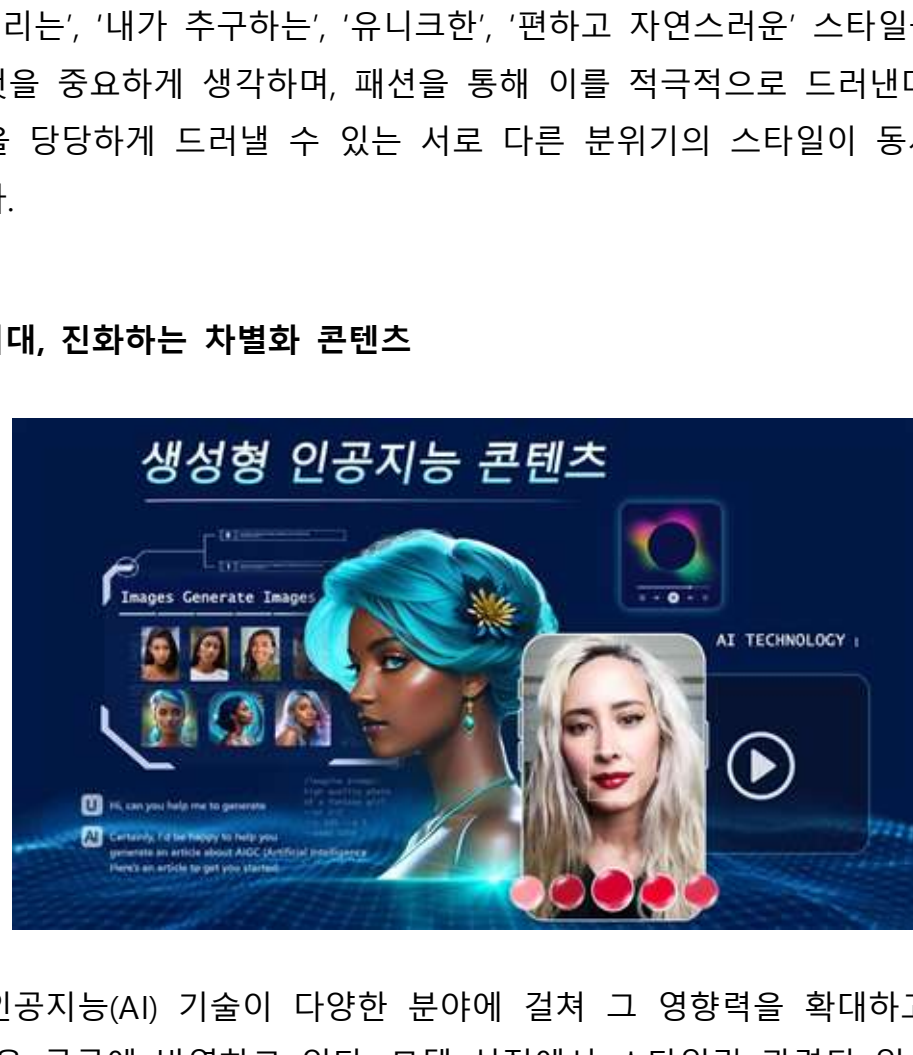 리는’, ‘내가 추구하는’, ‘유니크한’, ‘편하고 자연스러운’ 스타일
것을 중요하게 생각하며, 패션을 통해 이를 적극적으로 드러낸다
을 당당하게 드러낼 수 있는 서로 다른 분위기의 스타일이
다.
대, 진화하는 차별화 콘텐츠
생성형 인공지능 콘텐츠
Images Generate Images
AI TECHNOLOGY :
U Hi, can you help me to generate
AI Certainly, I'd be happy to help you
generate an article about AIGC (Artificial Intelligence
Here's an article to get you started.
인공지능(AI) 기술이 다양한 분야에 걸쳐 그 영향력을 확대하고